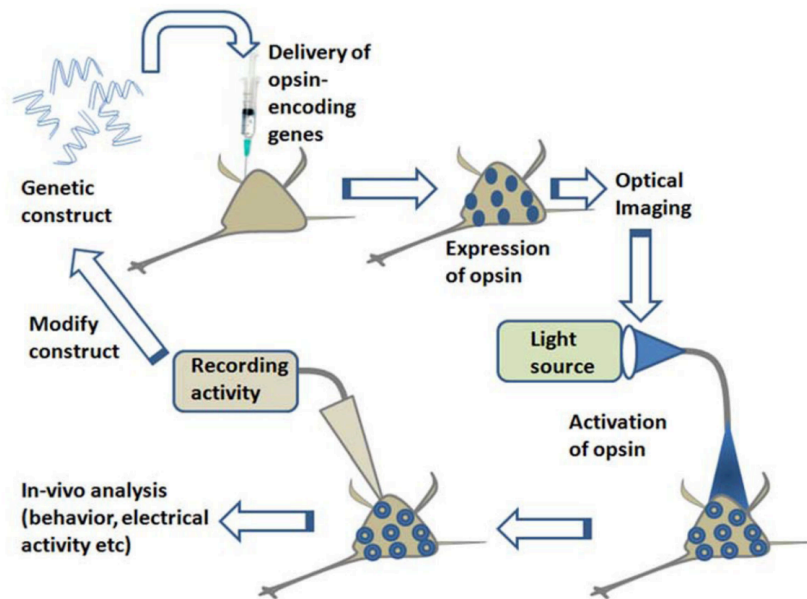 Delivery of
opsin-
encoding
genes
Genetic
construct
Expression
of opsin
Optical
Imaging
Light
source
Activation
of opsin
Modify
construct
Recording
activity
In-vivo analysis
(behavior, electrical
activity etc)